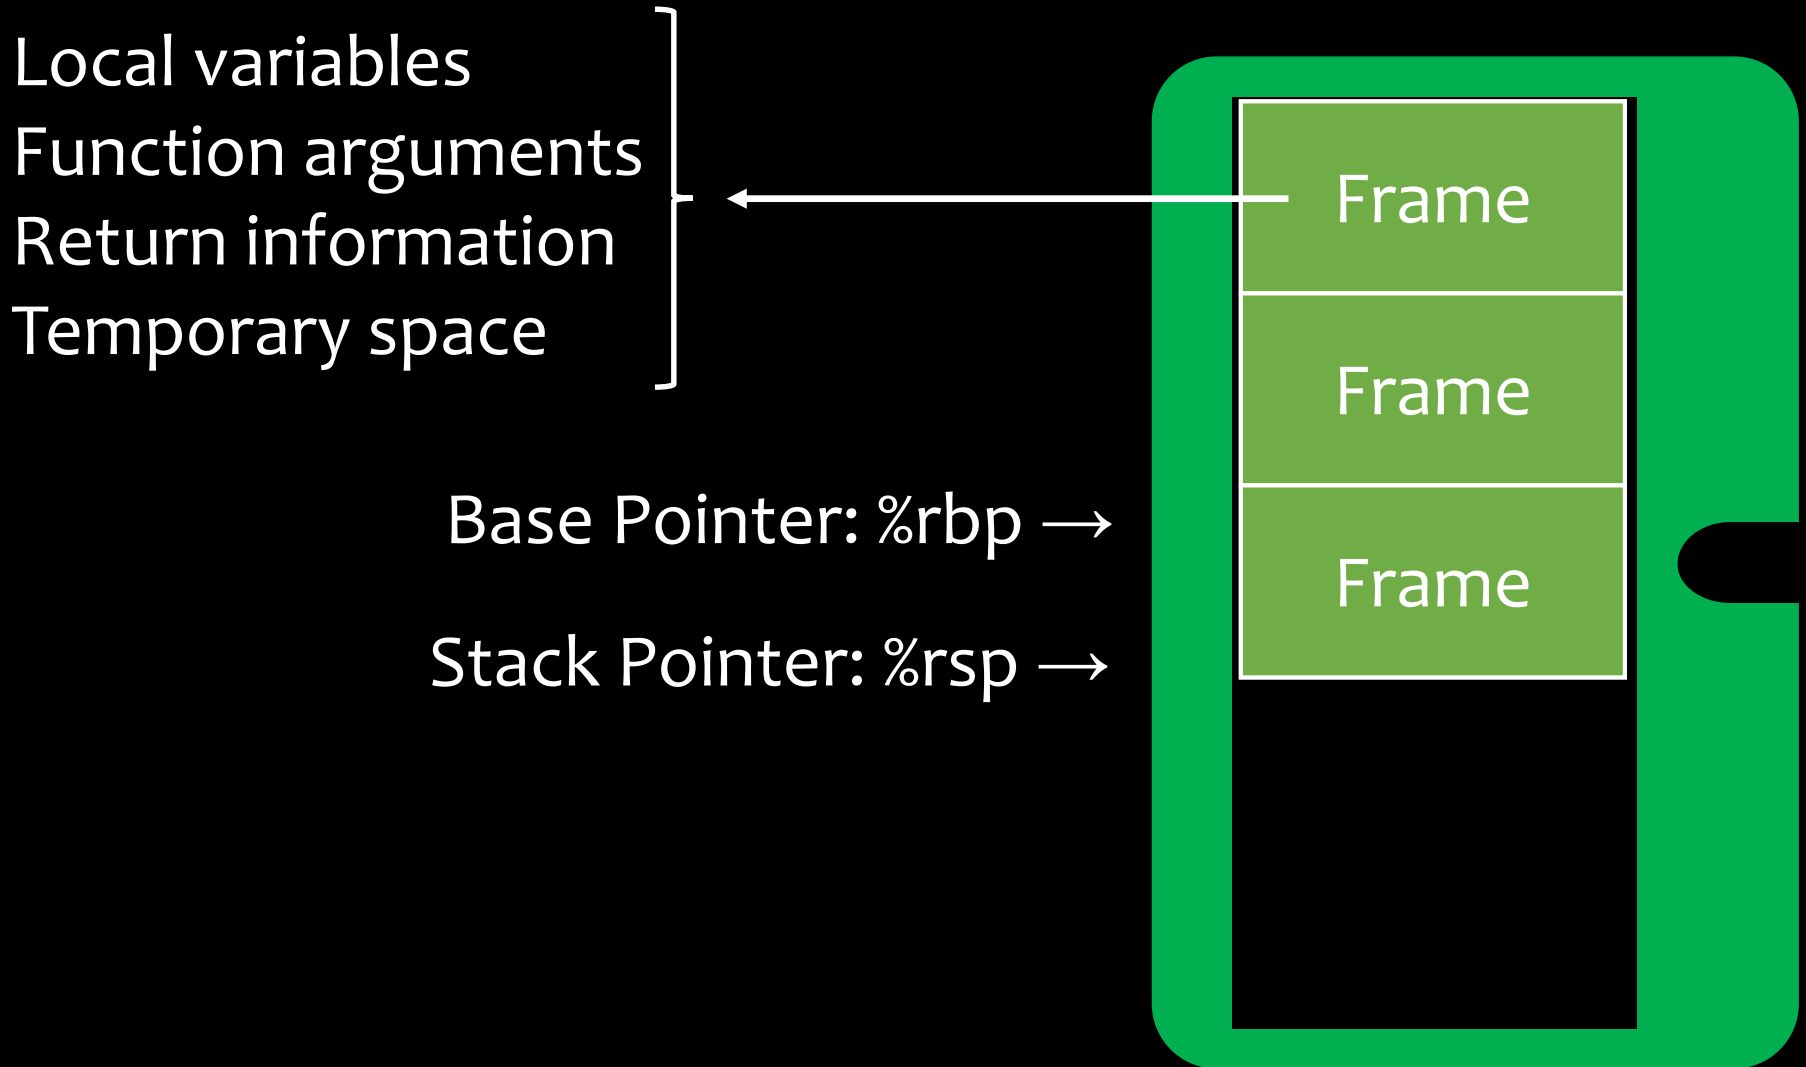 Local variables
Function arguments
Return information
Temporary space
Base Pointer: %rbp →
Stack Pointer: %rsp →
Frame
Frame
Frame